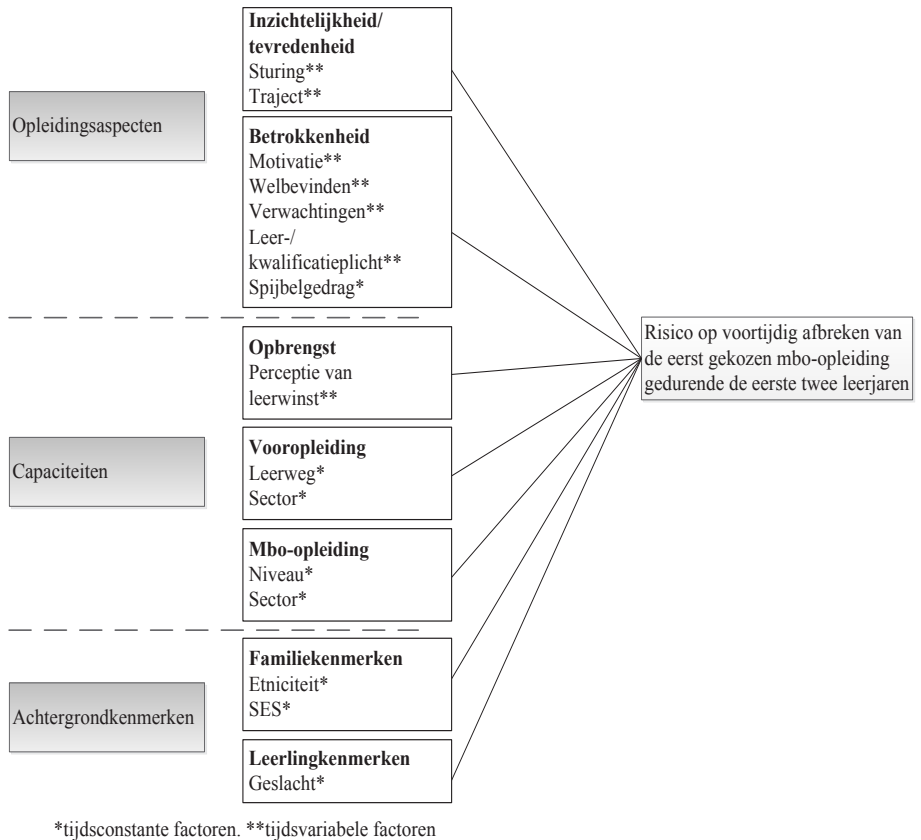 Opleidingsaspecten
Inzichtelijkheid/
tevredenheid
Sturing**
Traject**
Betrokkenheid
Motivatie**
Welbevinden**
Verwachtingen**
Leer-/
kwalificatieplicht**
Spijbelgedrag*
Capaciteiten
Opbrengst
Perceptie van
leerwinst**
Vooropleiding
Leerweg*
Sector*
Mbo-opleiding
Niveau*
Sector*
Achtergrondkenmerken
Familiekenmerken
Etniciteit*
SES*
Leerlingkenmerken
Geslacht*
Risico op voortijdig afbreken van
de eerst gekozen mbo-opleiding
gedurende de eerste twee leerjaren
*tijdsconstante factoren. **tijdsvariabele factoren